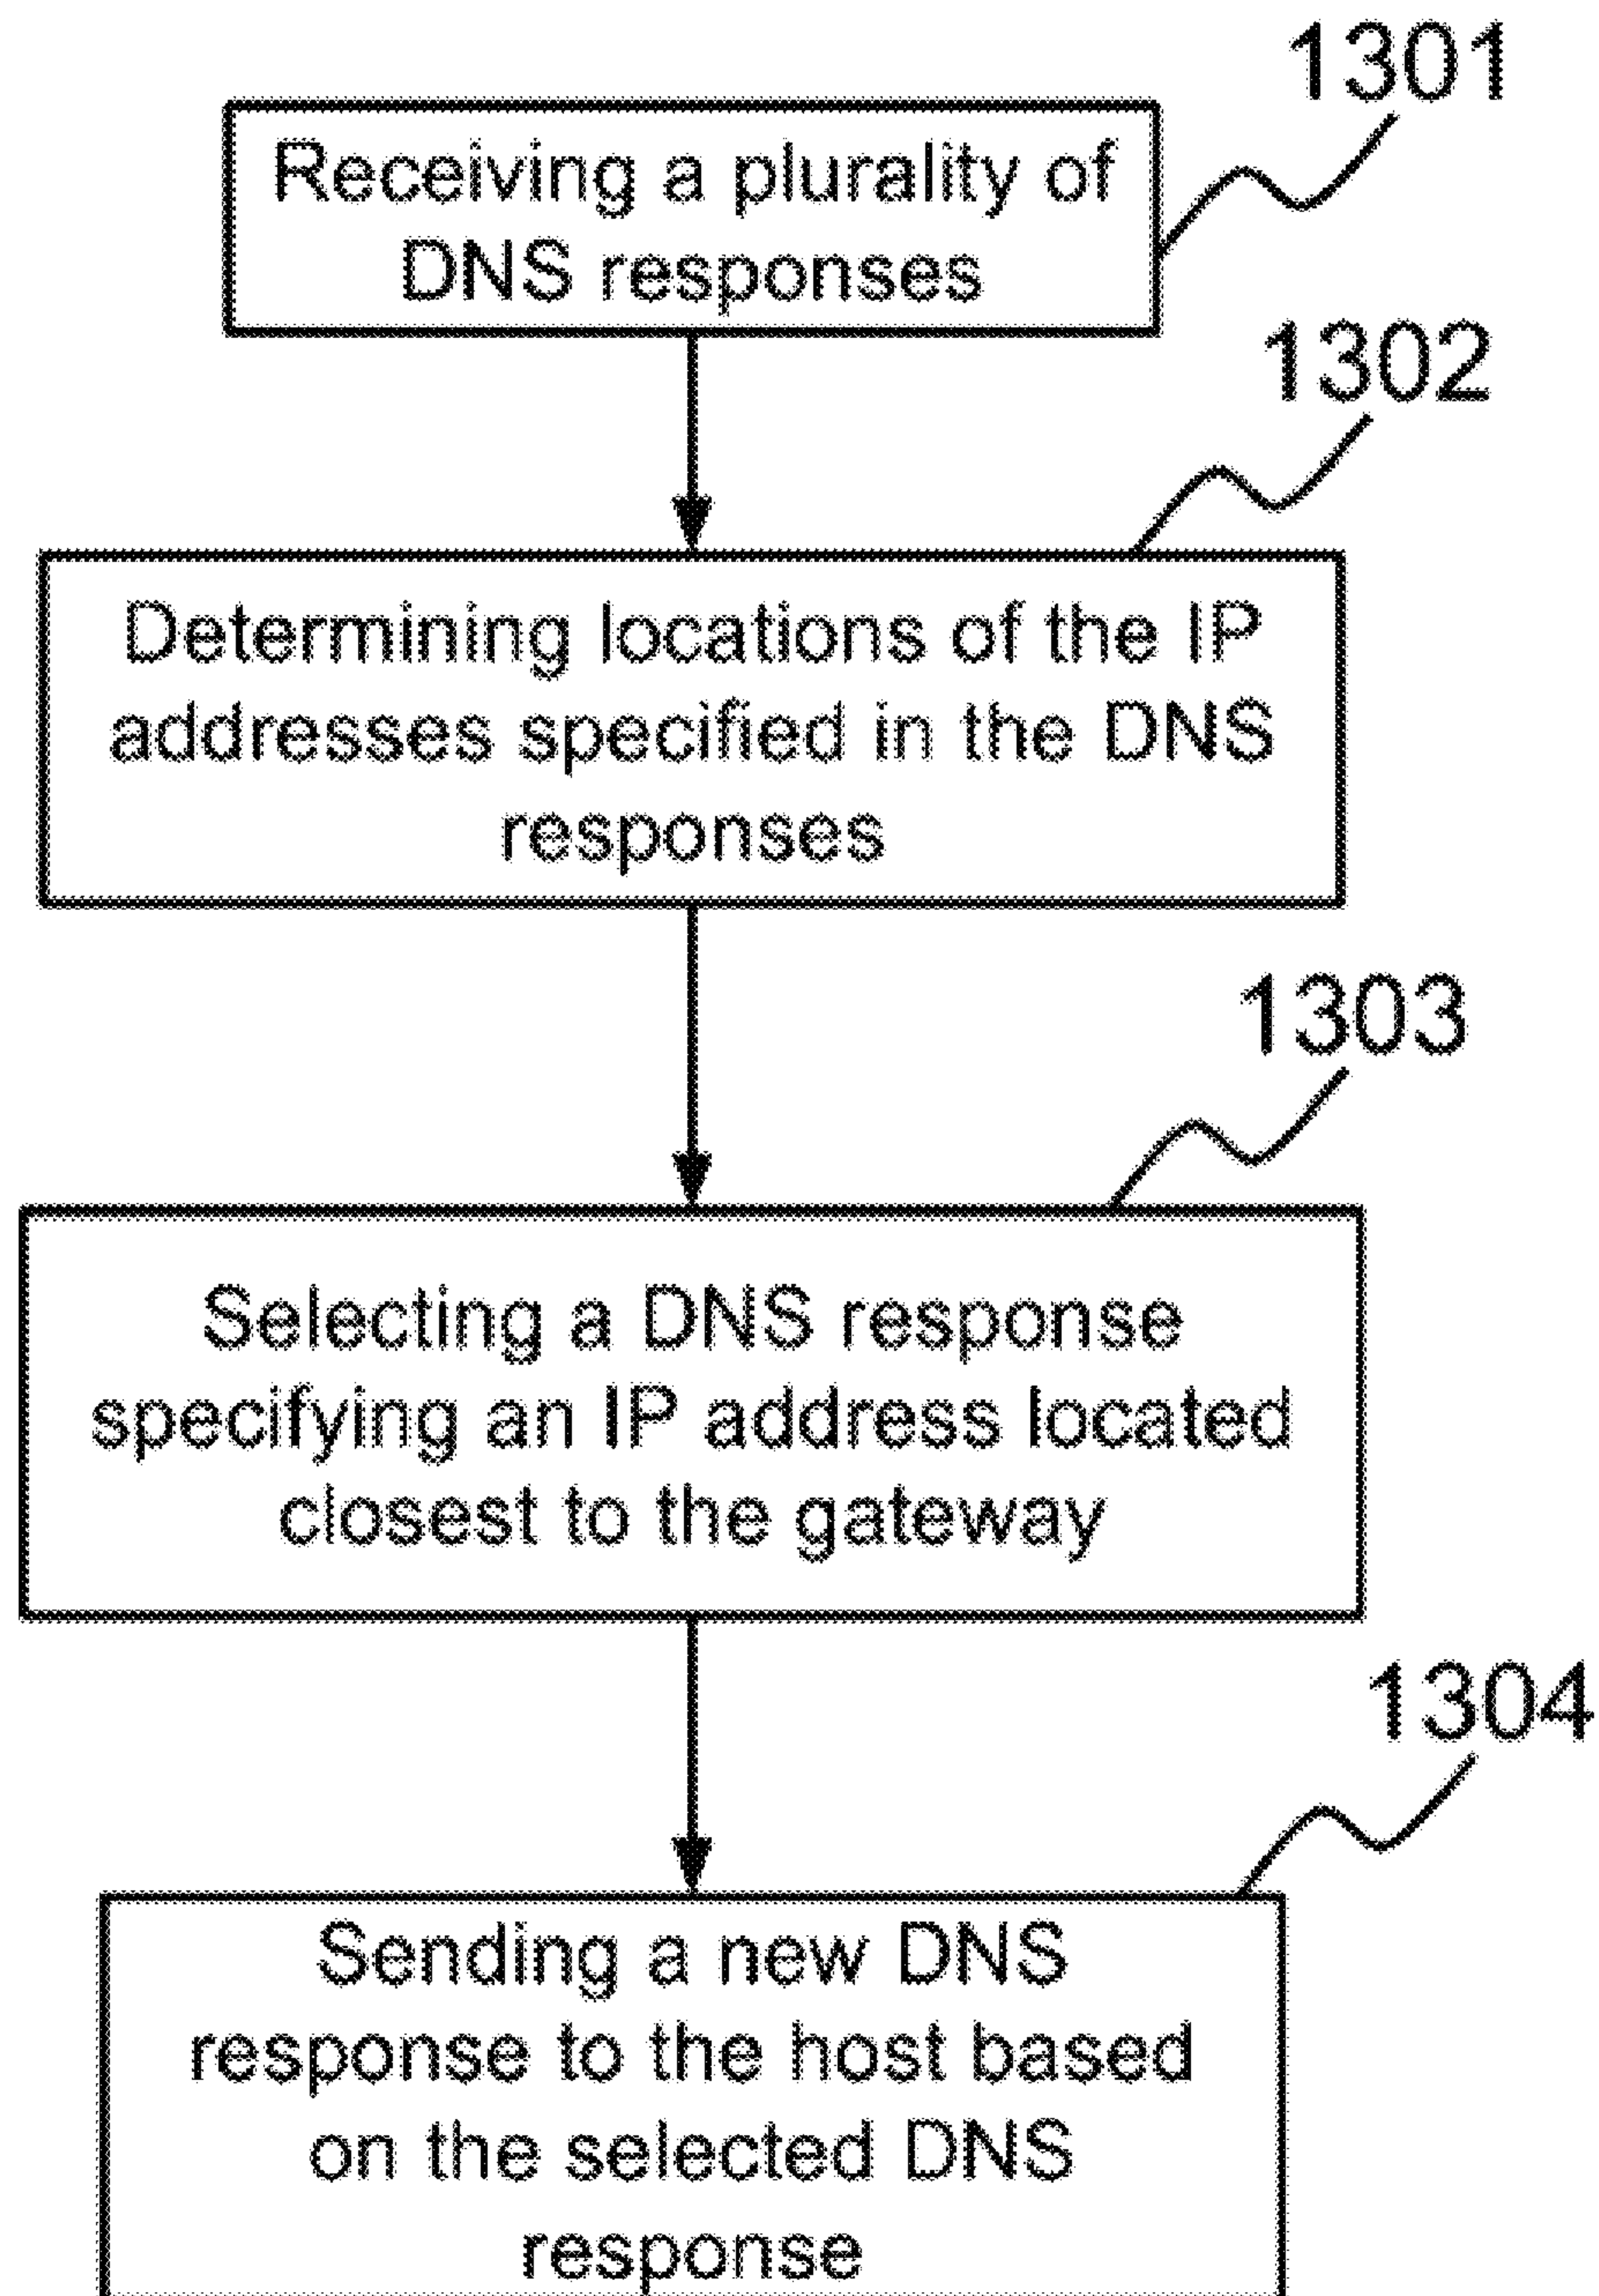 1301
Receiving a plurality of
DNS responses
1302
Determining locations of the IP
addresses specified in the DNS
responses
1303
Selecting a DNS response
specifying an IP address located
closest to the gateway
1304
Sending a new DNS
response to the host based
on the selected DNS
response